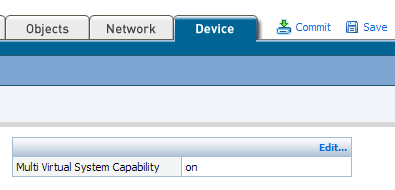 Objects Network Device Commit Save
Edit...
Multi Virtual System Capability on